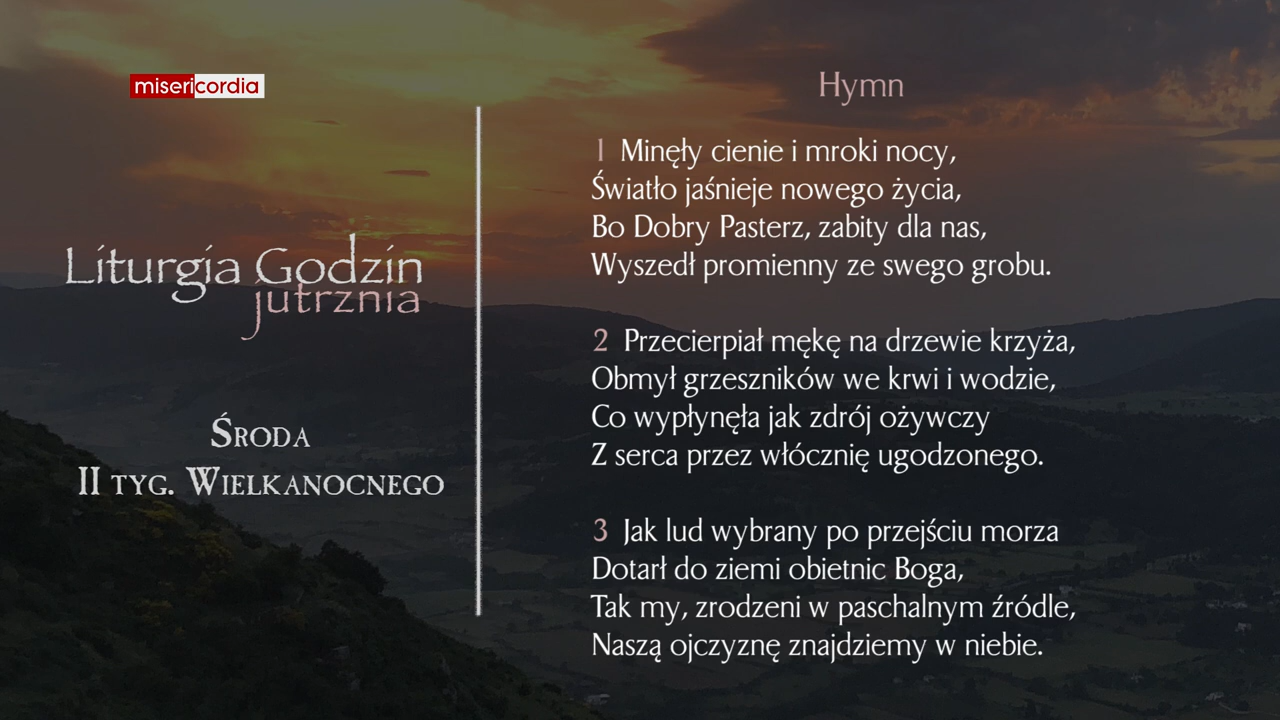 misericordia
Liturgia Godzin
jutrznia
Środa
II tyg. Wielkanocnego
Hymn
1 Minęły cienie i mroki nocy,
Światło jaśnieje nowego życia,
Bo Dobry Pasterz, zabity dla nas,
Wyszedł promienny ze swego grobu.
2 Przecierpiał mękę na drzewie krzyża,
Obmył grzeszników we krwi i wodzie,
Co wypłynęła jak zdrój ożywczy
Z serca przez włócznię ugodzonego.
3 Jak lud wybrany po przejściu morza
Dotarł do ziemi obietnic Boga,
Tak my, zrodzeni w paschalnym źródle,
Naszą ojczyznę znajdziemy w niebie.